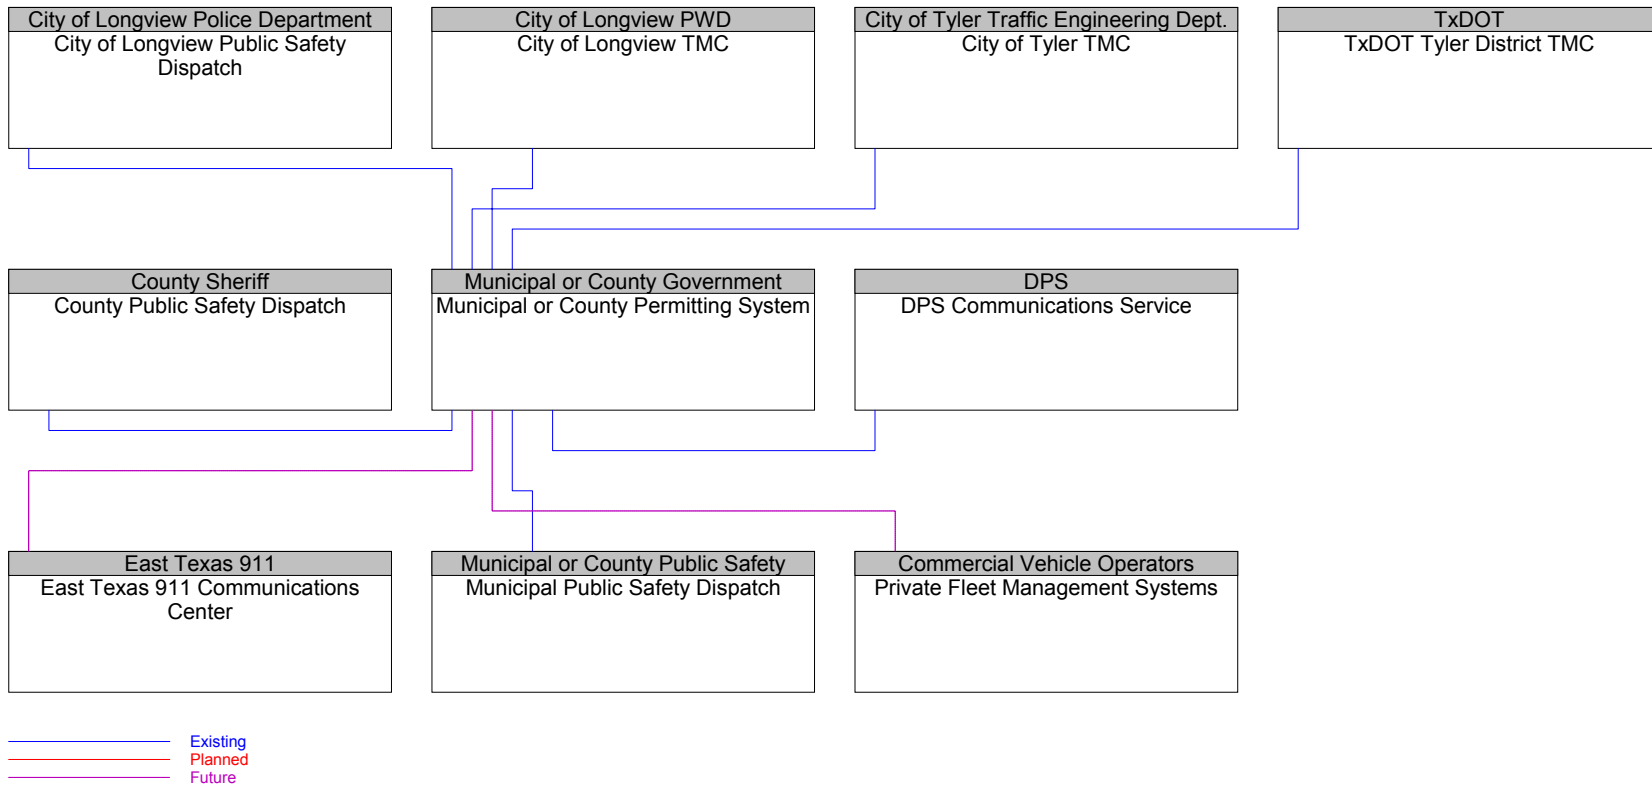 City of Longview Police Department
City of Longview Public Safety
Dispatch
City of Longview PWD
City of Longview TMC
City of Tyler Traffic Engineering Dept.
City of Tyler TMC
TxDOT
TxDOT Tyler District TMC
County Sheriff
County Public Safety Dispatch
Municipal or County Government
Municipal or County Permitting System
DPS
DPS Communications Service
East Texas 911
East Texas 911 Communications
Center
Municipal or County Public Safety
Municipal Public Safety Dispatch
Commercial Vehicle Operators
Private Fleet Management Systems
Existing
Planned
Future